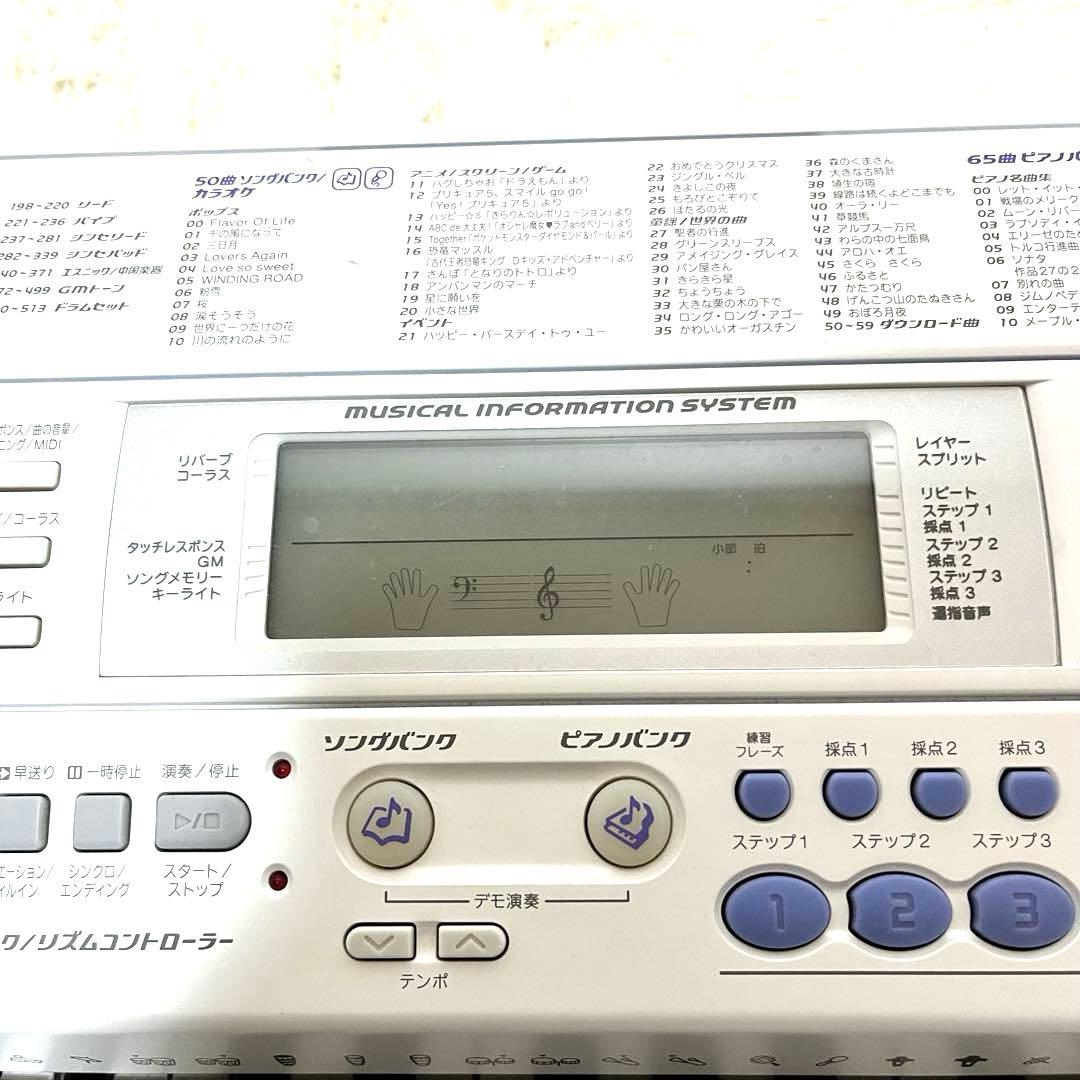 198~220 リード
221~236 パイプ
237~281 シンセリード
282~339 シンセパッド
40~371 エスニック/中国楽器
72~499 GMトーン
0~513 ドラムセット
50曲 ソングバンク/
カラオケ
ポップス
00 Flavor Of Life
01 千の風になって
02 三日月
03 Lovers Again
04 Love so sweet
05 WINDING ROAD
06 粉雪
07 桜
08 涙そうそう
09 世界に一つだけの花
10 川の流れのように
アニメ/スクリーン/ゲーム
11 ハグしちゃお「ドラえもん」より
12 プリキュア5、スマイル go go!
「Yes! プリキュア5」より
13 ハッピー☆彡「きらりん☆レボリューション」より
14 ABC de 大丈夫!「オシャレ魔女♥ラブandベリー」より
15 Together「ポケットモンスターダイヤモンド&パール」より
16 恐竜マッスル
「古代王者恐竜キング Dキッズ・アドベンチャー」より
17 さんぽ「となりのトトロ」より
18 アンパンマンのマーチ
19 星に願いを
20 小さな世界
イベント
21 ハッピー・バースデイ・トゥ・ユー
22 おめでとうクリスマス
23 ジングル・ベル
24 きよしこの夜
25 もろびとこぞりて
26 ほたるの光
童謡/世界の曲
27 聖者の行進
28 グリーンスリーブス
29 アメイジング・グレイス
30 パン屋さん
31 きらきら星
32 ちょうちょう
33 大きな栗の木の下で
34 ロング・ロング・アゴー
35 かわいいオーガスチン
36 森のくまさん
37 大きな古時計
38 埴生の宿
39 線路は続くよどこまでも
40 オーラ・リー
41 草競馬
42 アルプス一万尺
43 わらの中の七面鳥
44 アロハ・オエ
45 さくら さくら
46 ふるさと
47 かたつむり
48 げんこつ山のたぬきさん
49 おぼろ月夜
50~59 ダウンロード曲
65曲 ピアノバ
ピアノ名曲集
00 レット・イット・
01 戦場のメリーク
02 ムーン・リバー
03 ラプソディ・
04 エリーゼのた
05 トルコ行進曲
06 ソナタ
作品27の2
07 別れの曲
08 ジムノペデ
09 エンターテ
10 メープル・
MUSICAL INFORMATION SYSTEM
ポンス/曲の音量/
ニング/MIDI
/コーラス
ライト
リバーブ
コーラス
タッチレスポンス
GM
ソングメモリー
キーライト
小節 拍
レイヤー
スプリット
リピート
ステップ 1
採点 1
ステップ 2
採点 2
ステップ 3
採点 3
運指音声
早送り 一時停止 演奏/停止
エーション/
ィルイン
シンクロ/
エンディング
スタート/
ストップ
ク/リズムコントローラー
ソングバンク ピアノバンク
デモ演奏
テンポ
練習
フレーズ
採点1 採点2 採点3
ステップ1 ステップ2 ステップ3
1 2 3